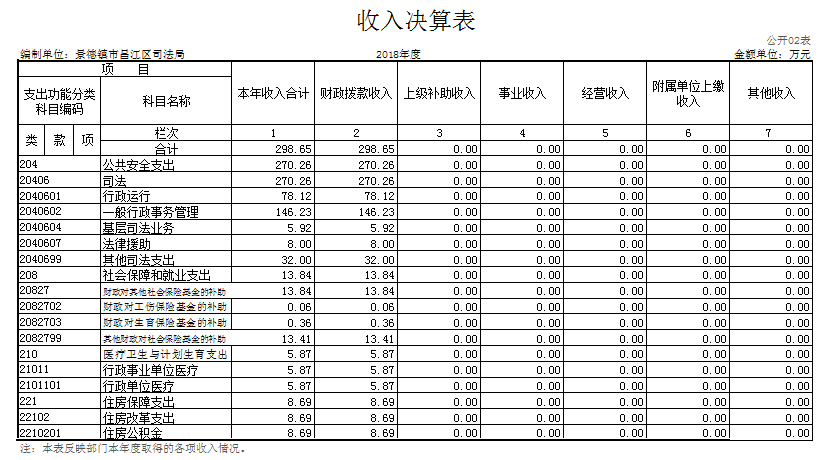 收入决算表
公开02表
编制单位：景德镇市昌江区司法局 2018年度 金额单位：万元
项 目 本年收入合计 财政拨款收入 上级补助收入 事业收入 经营收入 附属单位上缴收入 其他收入
支出功能分类科目编码 科目名称
类 款 项 栏次 1 2 3 4 5 6 7
合计 298.65 298.65 0.00 0.00 0.00 0.00 0.00
204 公共安全支出 270.26 270.26 0.00 0.00 0.00 0.00 0.00
20406 司法 270.26 270.26 0.00 0.00 0.00 0.00 0.00
2040601 行政运行 78.12 78.12 0.00 0.00 0.00 0.00 0.00
2040602 一般行政事务管理 146.23 146.23 0.00 0.00 0.00 0.00 0.00
2040604 基层司法业务 5.92 5.92 0.00 0.00 0.00 0.00 0.00
2040607 法律援助 8.00 8.00 0.00 0.00 0.00 0.00 0.00
2040699 其他司法支出 32.00 32.00 0.00 0.00 0.00 0.00 0.00
208 社会保障和就业支出 13.84 13.84 0.00 0.00 0.00 0.00 0.00
20827 财政对其他社会保险基金的补助 13.84 13.84 0.00 0.00 0.00 0.00 0.00
2082702 财政对工伤保险基金的补助 0.06 0.06 0.00 0.00 0.00 0.00 0.00
2082703 财政对生育保险基金的补助 0.36 0.36 0.00 0.00 0.00 0.00 0.00
2082799 其他财政对社会保险基金的补助 13.41 13.41 0.00 0.00 0.00 0.00 0.00
210 医疗卫生与计划生育支出 5.87 5.87 0.00 0.00 0.00 0.00 0.00
21011 行政事业单位医疗 5.87 5.87 0.00 0.00 0.00 0.00 0.00
2101101 行政单位医疗 5.87 5.87 0.00 0.00 0.00 0.00 0.00
221 住房保障支出 8.69 8.69 0.00 0.00 0.00 0.00 0.00
22102 住房改革支出 8.69 8.69 0.00 0.00 0.00 0.00 0.00
2210201 住房公积金 8.69 8.69 0.00 0.00 0.00 0.00 0.00
注：本表反映部门本年度取得的各项收入情况。